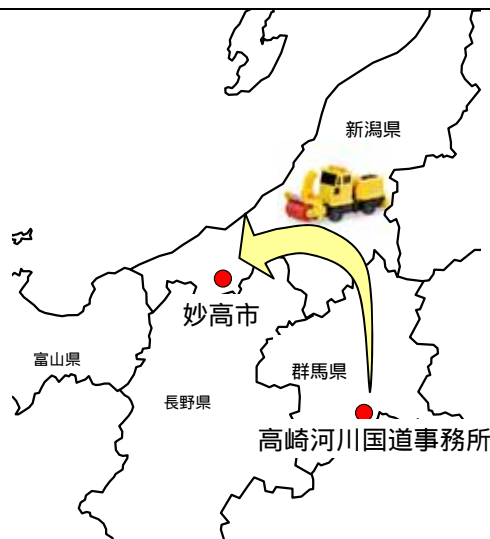 新潟県
妙高市
富山県
群馬県
長野県
高崎河川国道事務所